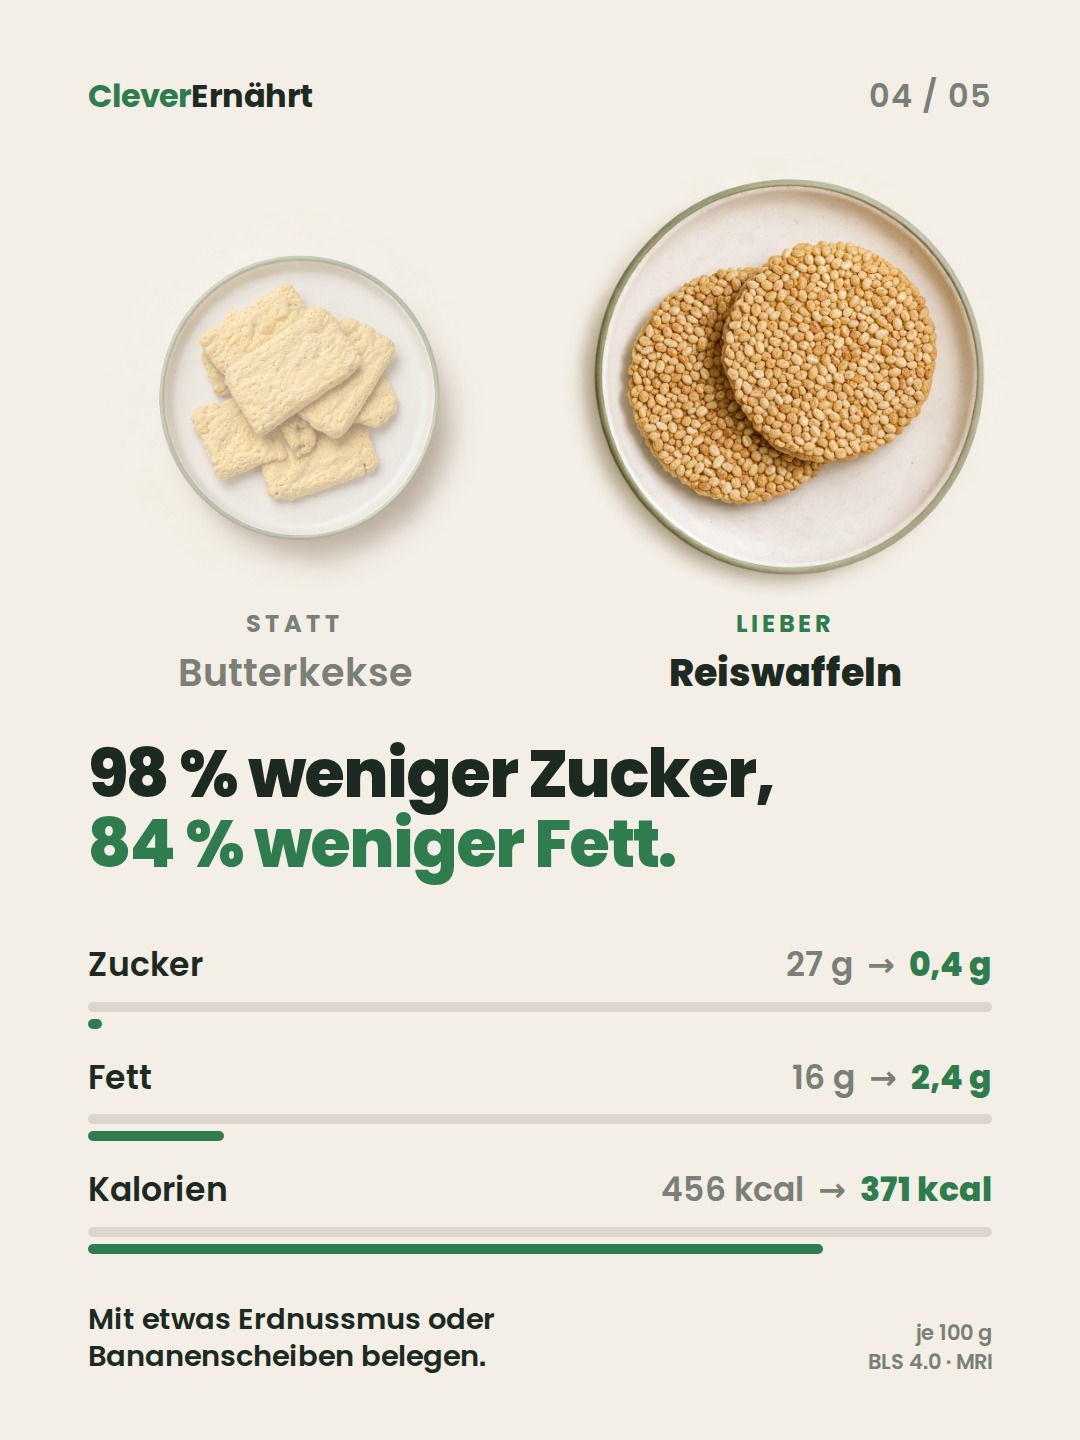 CleverErnährt
04 / 05
STATT
Butterkekse
LIEBER
Reiswaffeln
98 % weniger Zucker,
84 % weniger Fett.
Zucker
27 g → 0,4 g
Fett
16 g → 2,4 g
Kalorien
456 kcal → 371 kcal
Mit etwas Erdnussmus oder
Bananenscheiben belegen.
je 100 g
BLS 4.0 · MRI